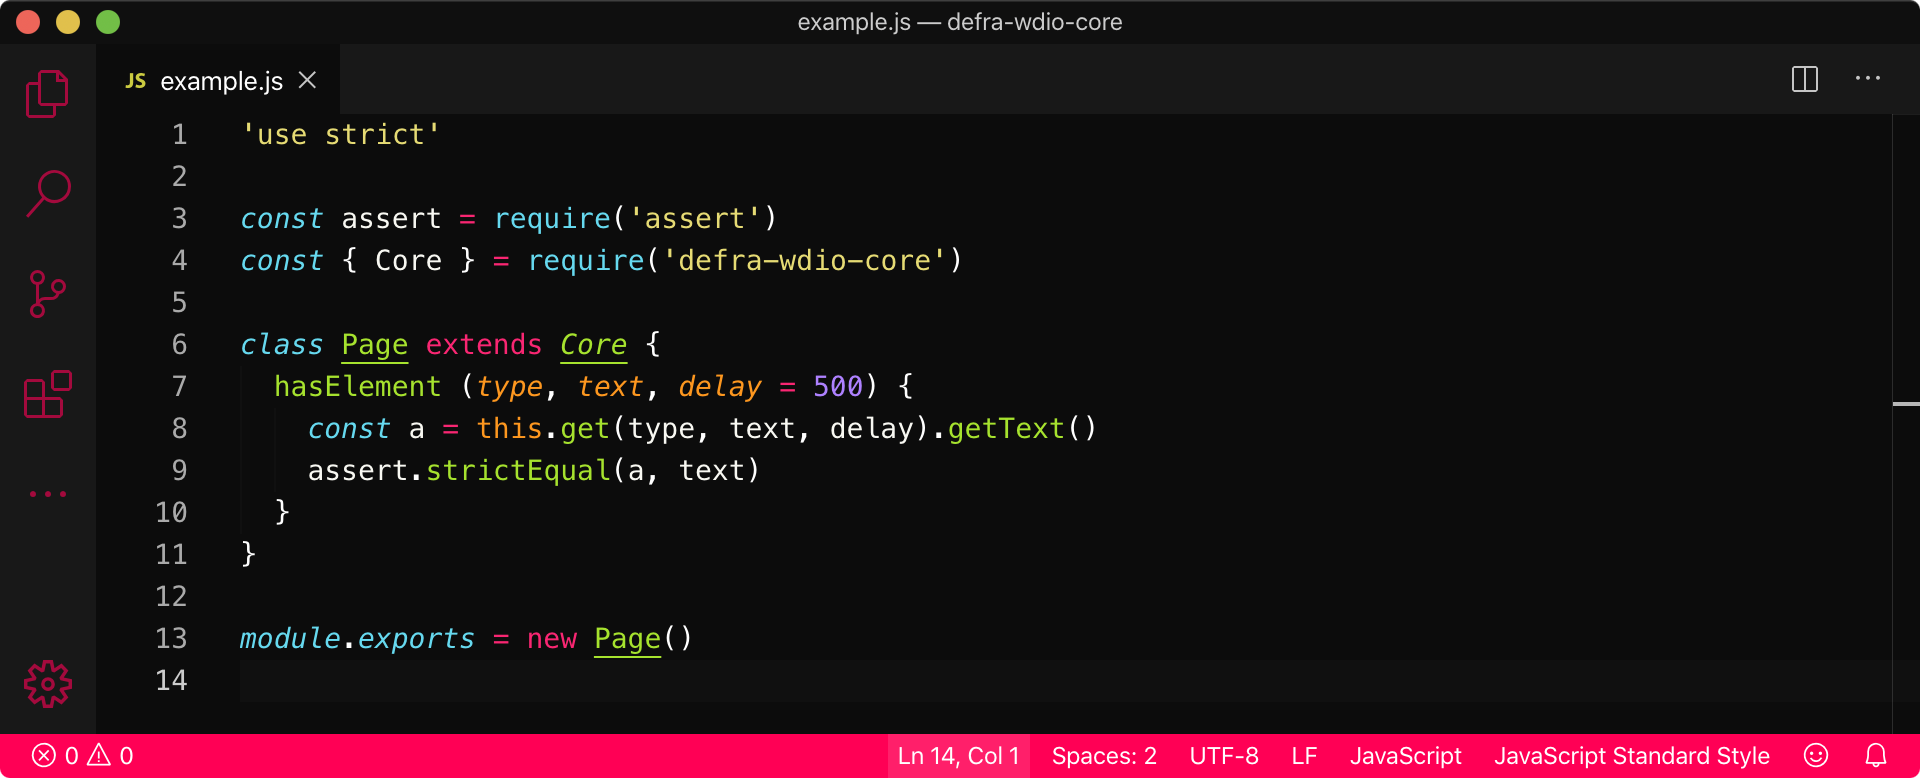 example.js — defra-wdio-core
JS example.js
1 'use strict'
2
3 const assert = require('assert')
4 const { Core } = require('defra-wdio-core')
5
6 class Page extends Core {
7   hasElement (type, text, delay = 500) {
8     const a = this.get(type, text, delay).getText()
9     assert.strictEqual(a, text)
10   }
11 }
12
13 module.exports = new Page()
14
0 0 Ln 14, Col 1 Spaces: 2 UTF-8 LF JavaScript JavaScript Standard Style